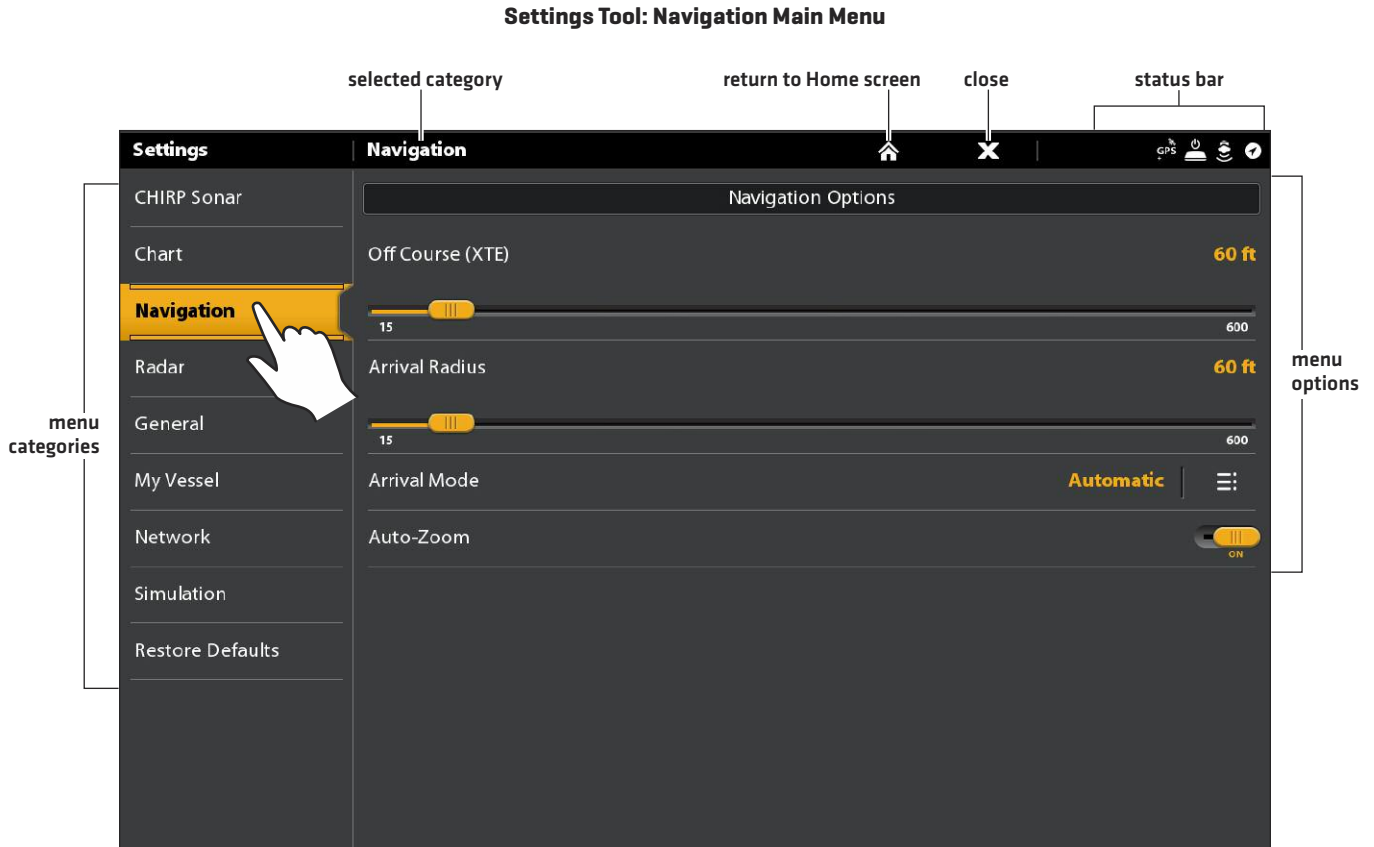 Settings Tool: Navigation Main Menu
selected category
return to Home screen
close
status bar
Settings
Navigation
GPS
CHIRP Sonar
Chart
Navigation
Radar
General
My Vessel
Network
Simulation
Restore Defaults
menu
categories
Navigation Options
Off Course (XTE) 60 ft
15 600
Arrival Radius 60 ft
15 600
Arrival Mode Automatic
Auto-Zoom
ON
menu
options